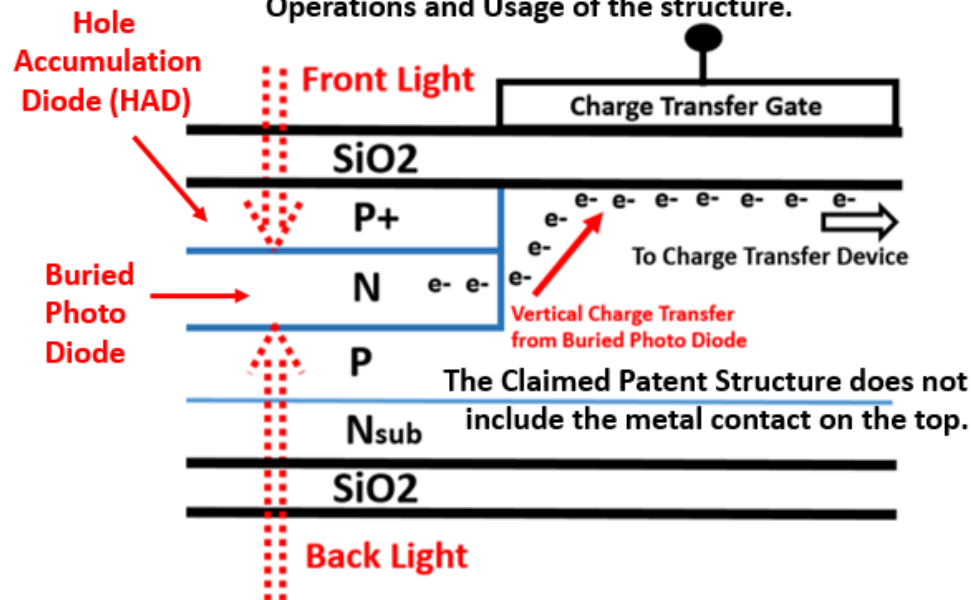 Operations and Usage of the structure.
Hole
Accumulation
Diode (HAD)
Front Light
Charge Transfer Gate
SiO2
P+
e- e- e- e- e- e- e-
e-
e-
To Charge Transfer Device
Buried
Photo
Diode
N
e- e- e-
Vertical Charge Transfer
from Buried Photo Diode
P
The Claimed Patent Structure does not
include the metal contact on the top.
Nsub
SiO2
Back Light